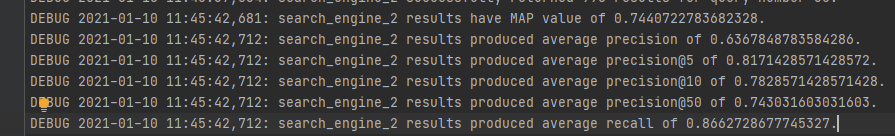 DEBUG 2021-01-10 11:45:42,681: search_engine_2 results have MAP value of 0.7440722783682328.
DEBUG 2021-01-10 11:45:42,712: search_engine_2 results produced average precision of 0.6367848783584286.
DEBUG 2021-01-10 11:45:42,712: search_engine_2 results produced average precision@5 of 0.8171428571428572.
DEBUG 2021-01-10 11:45:42,712: search_engine_2 results produced average precision@10 of 0.7828571428571428.
DEBUG 2021-01-10 11:45:42,712: search_engine_2 results produced average precision@50 of 0.743031603031603.
DEBUG 2021-01-10 11:45:42,712: search_engine_2 results produced average recall of 0.8662728677745327.